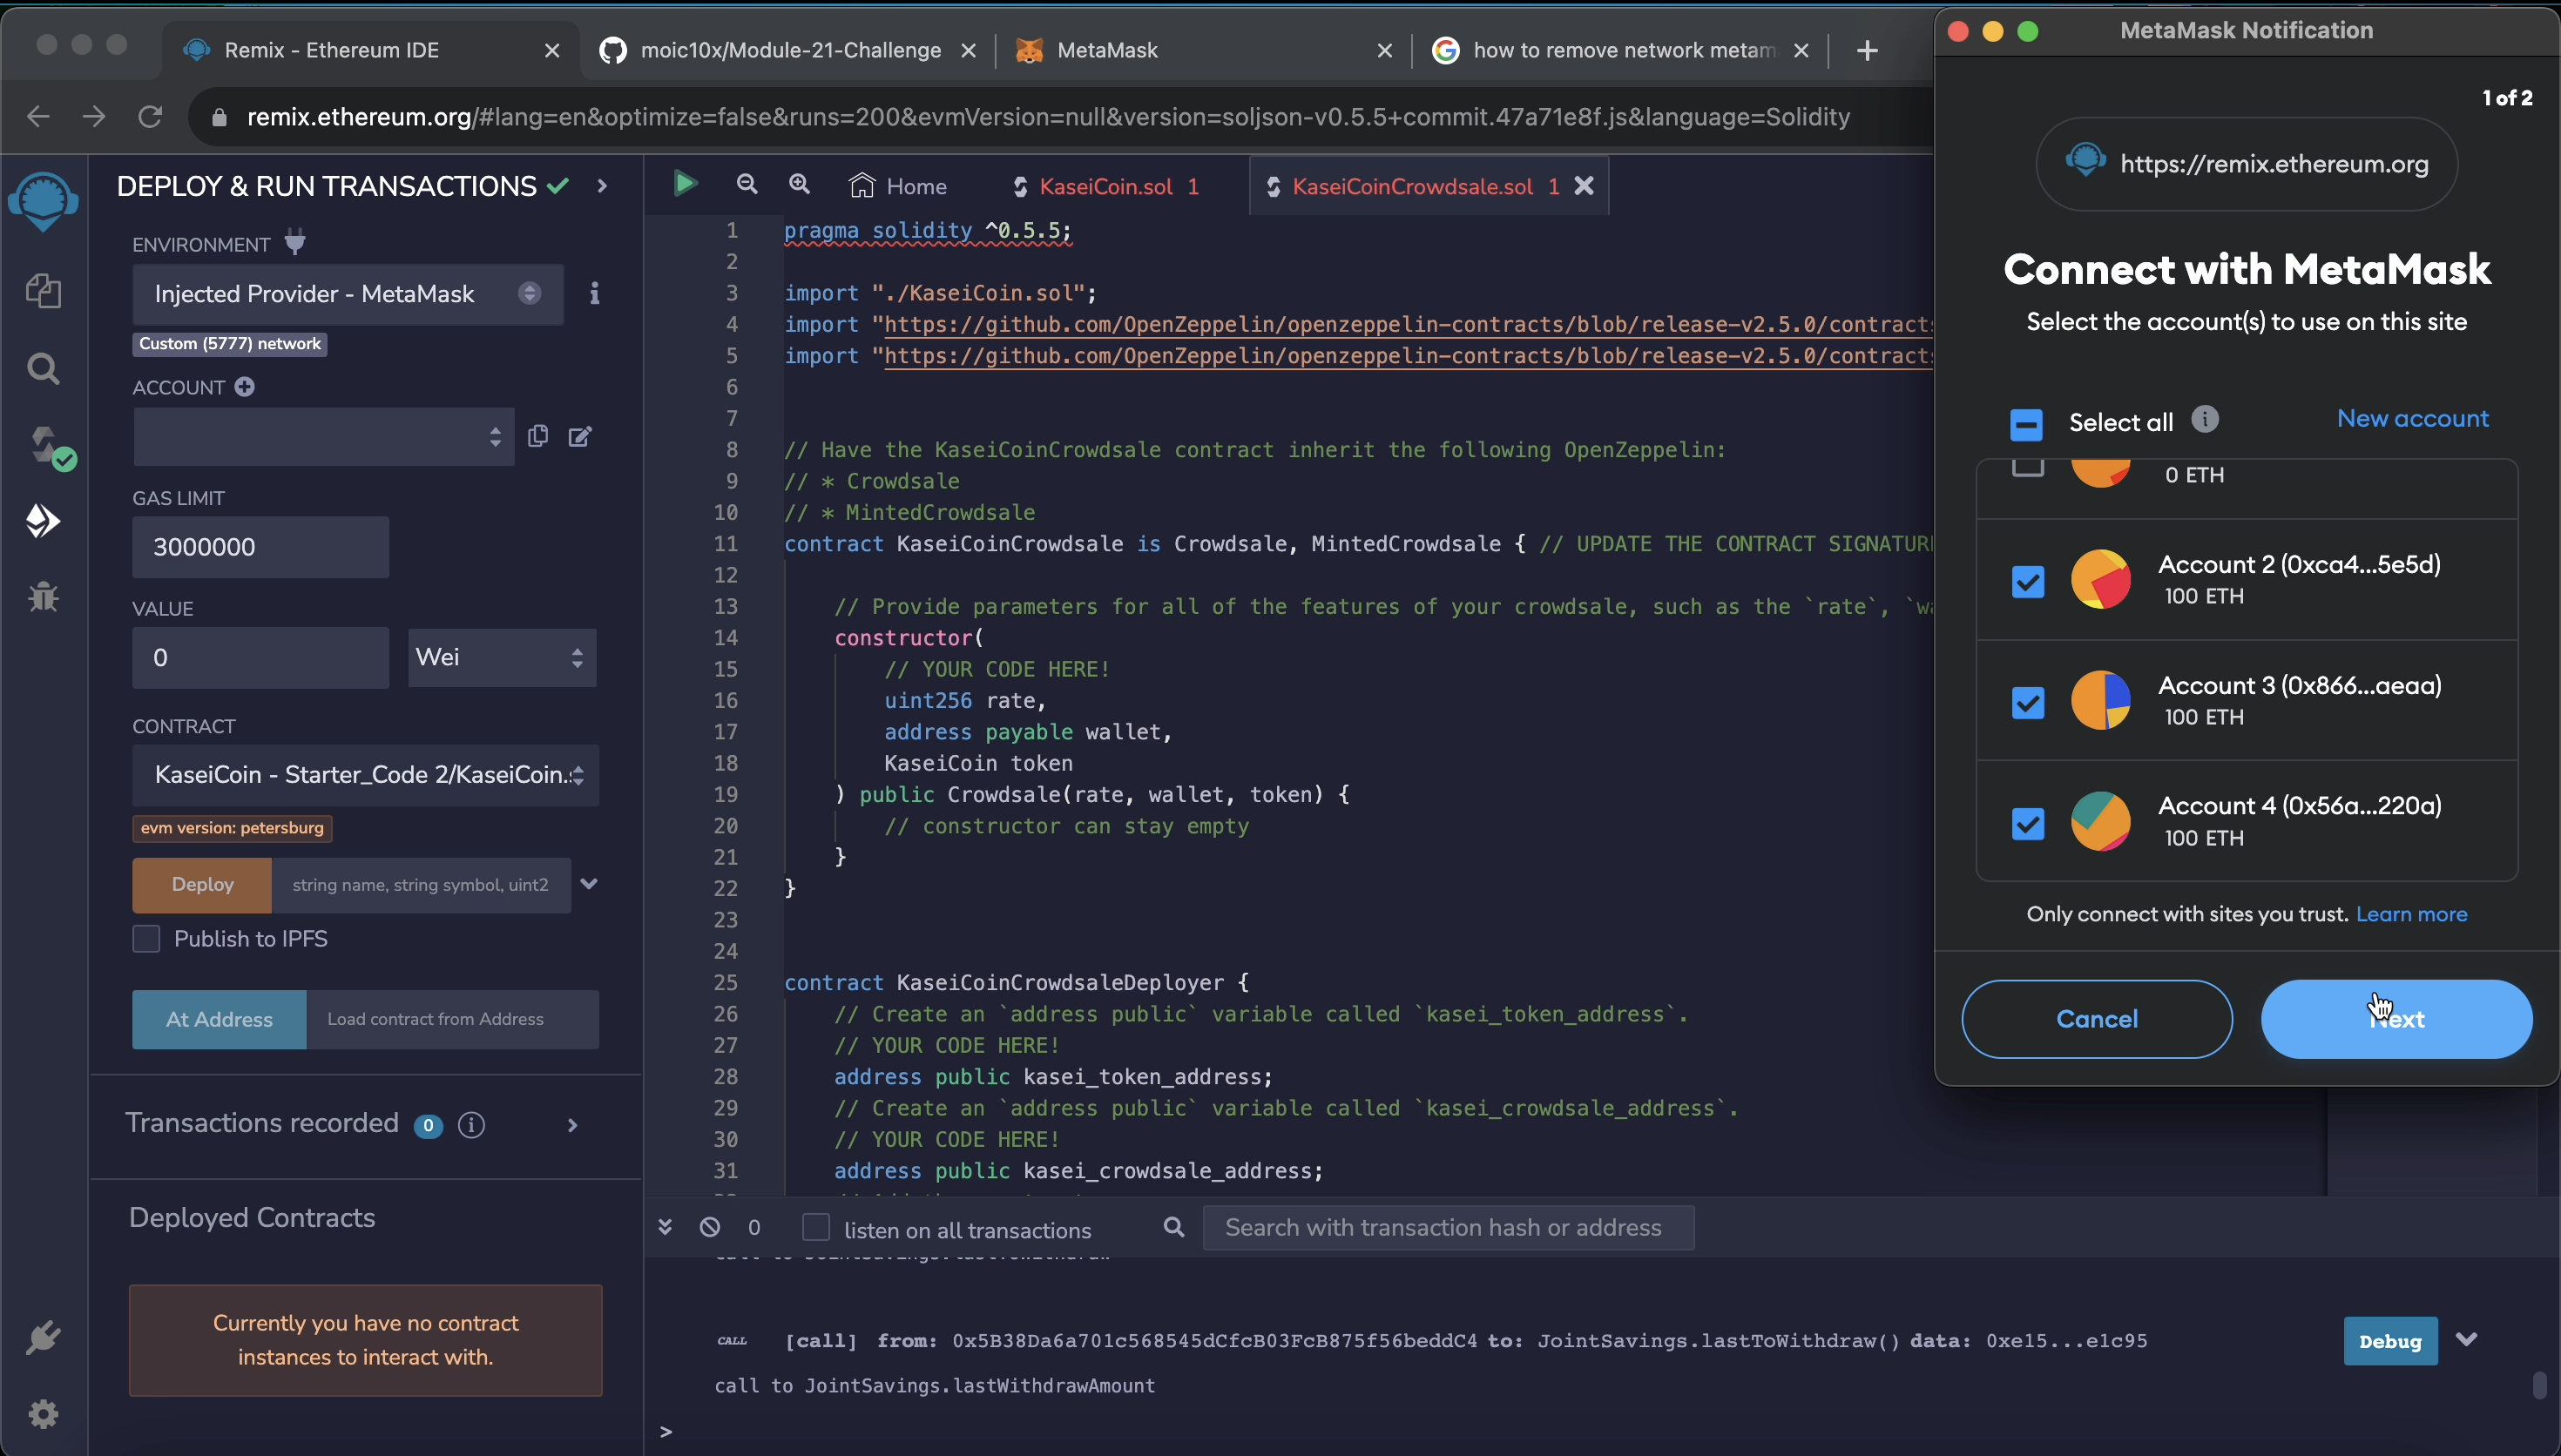 Remix - Ethereum IDE
moic10x/Module-21-Challenge
MetaMask
how to remove network metam
remix.ethereum.org/#lang=en&optimize=false&runs=200&evmVersion=null&version=soljson-v0.5.5+commit.47a71e8f.js&language=Solidity
DEPLOY & RUN TRANSACTIONS
ENVIRONMENT
Injected Provider - MetaMask
Custom (5777) network
ACCOUNT
GAS LIMIT
3000000
VALUE
0
Wei
CONTRACT
KaseiCoin - Starter_Code 2/KaseiCoin.s
evm version: petersburg
Deploy
string name, string symbol, uint2
Publish to IPFS
At Address
Load contract from Address
Transactions recorded 0
Deployed Contracts
Currently you have no contract
instances to interact with.
Home
KaseiCoin.sol 1
KaseiCoinCrowdsale.sol 1
1 pragma solidity ^0.5.5;
2
3 import "./KaseiCoin.sol";
4 import "https://github.com/OpenZeppelin/openzeppelin-contracts/blob/release-v2.5.0/contracts
5 import "https://github.com/OpenZeppelin/openzeppelin-contracts/blob/release-v2.5.0/contracts
6
7
8 // Have the KaseiCoinCrowdsale contract inherit the following OpenZeppelin:
9 // * Crowdsale
10 // * MintedCrowdsale
11 contract KaseiCoinCrowdsale is Crowdsale, MintedCrowdsale { // UPDATE THE CONTRACT SIGNATUR
12
13 // Provide parameters for all of the features of your crowdsale, such as the `rate`, `wa
14 constructor(
15 // YOUR CODE HERE!
16 uint256 rate,
17 address payable wallet,
18 KaseiCoin token
19 ) public Crowdsale(rate, wallet, token) {
20 // constructor can stay empty
21 }
22 }
23
24
25 contract KaseiCoinCrowdsaleDeployer {
26 // Create an `address public` variable called `kasei_token_address`.
27 // YOUR CODE HERE!
28 address public kasei_token_address;
29 // Create an `address public` variable called `kasei_crowdsale_address`.
30 // YOUR CODE HERE!
31 address public kasei_crowdsale_address;
0
listen on all transactions
Search with transaction hash or address
CALL [call] from: 0x5B38Da6a701c568545dCfcB03FcB875f56beddC4 to: JointSavings.lastToWithdraw() data: 0xe15...e1c95
Debug
call to JointSavings.lastWithdrawAmount
>
MetaMask Notification
1 of 2
https://remix.ethereum.org
Connect with MetaMask
Select the account(s) to use on this site
Select all
New account
0 ETH
Account 2 (0xca4...5e5d)
100 ETH
Account 3 (0x866...aeaa)
100 ETH
Account 4 (0x56a...220a)
100 ETH
Only connect with sites you trust. Learn more
Cancel
Next